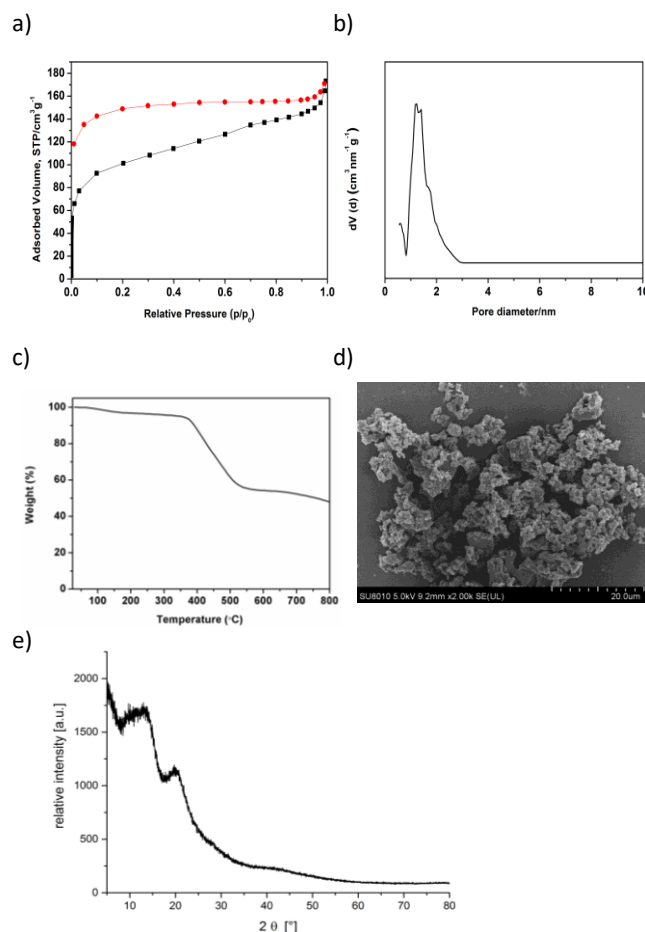 a)
b)
Adsorbed Volume, STP/cm³g⁻¹
180
160
140
120
100
80
60
40
20
0
0.0 0.2 0.4 0.6 0.8 1.0
Relative Pressure (p/p₀)
dV (d) (cm³ nm⁻¹ g⁻¹)
0 2 4 6 8 10
Pore diameter/nm
c)
d)
Weight (%)
100
80
60
40
20
0
100 200 300 400 500 600 700 800
Temperature (◦C)
SU8010 5.0kV 9.2mm x2.00k SE(UL) 20.0um
e)
relative intensity [a.u.]
2000
1500
1000
500
0
10 20 30 40 50 60 70 80
2 θ [°]